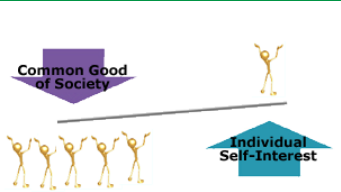 Common Good
of Society
Individual
Self-Interest